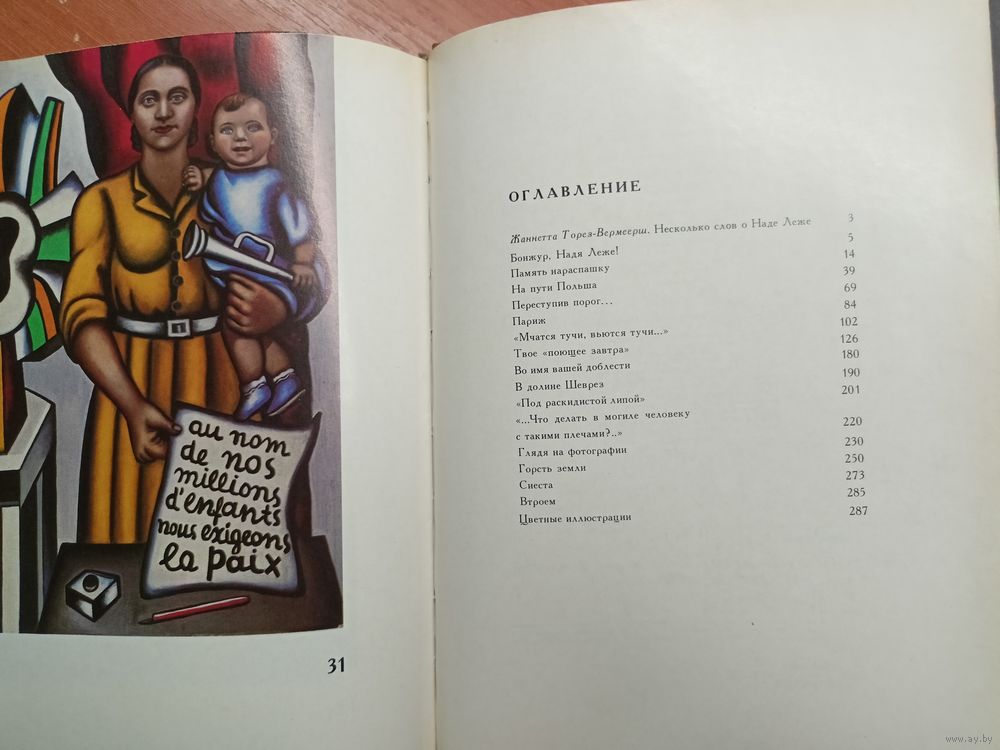 au nom
de nos
millions
d'enfants
nous exigeons
la paix
31
ОГЛАВЛЕНИЕ
Жаннетта Торез-Вермеерш. Несколько слов о Наде Леже 3
Бонжур, Надя Леже! 5
Память нараспашку 14
На пути Польша 39
Переступив порог... 69
Париж 84
«Мчатся тучи, вьются тучи...» 102
Твое «поющее завтра» 126
Во имя вашей доблести 180
В долине Шеврез 190
«Под раскидистой липой» 201
«...Что делать в могиле человеку
с такими плечами?..» 220
Глядя на фотографии 230
Горсть земли 250
Сиеста 273
Втроем 285
Цветные иллюстрации 287
www.ay.by